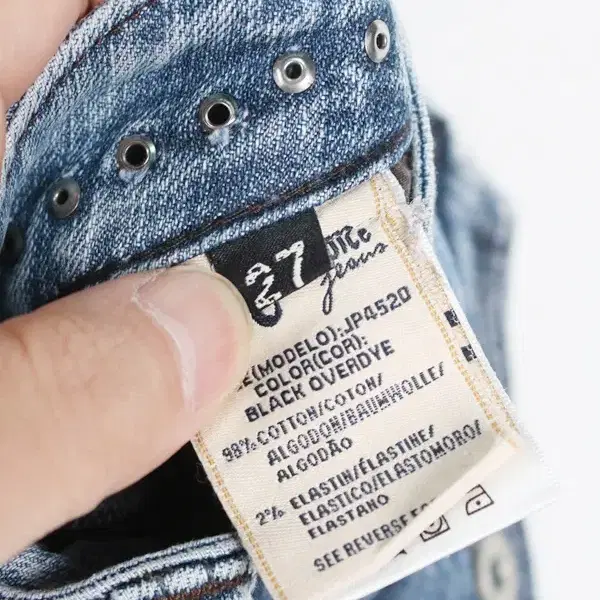 27
Me
Jeans
(MODELO):JP4520
COLOR(COR):
BLACK OVERDYE
98% COTTON/COTON/
ALGODON/BAUMWOLLE/
ALGODÃO
2% ELASTIN/ÉLASTINE/
ELASTICO/ELASTOMORO/
ELASTANO
SEE REVERSE